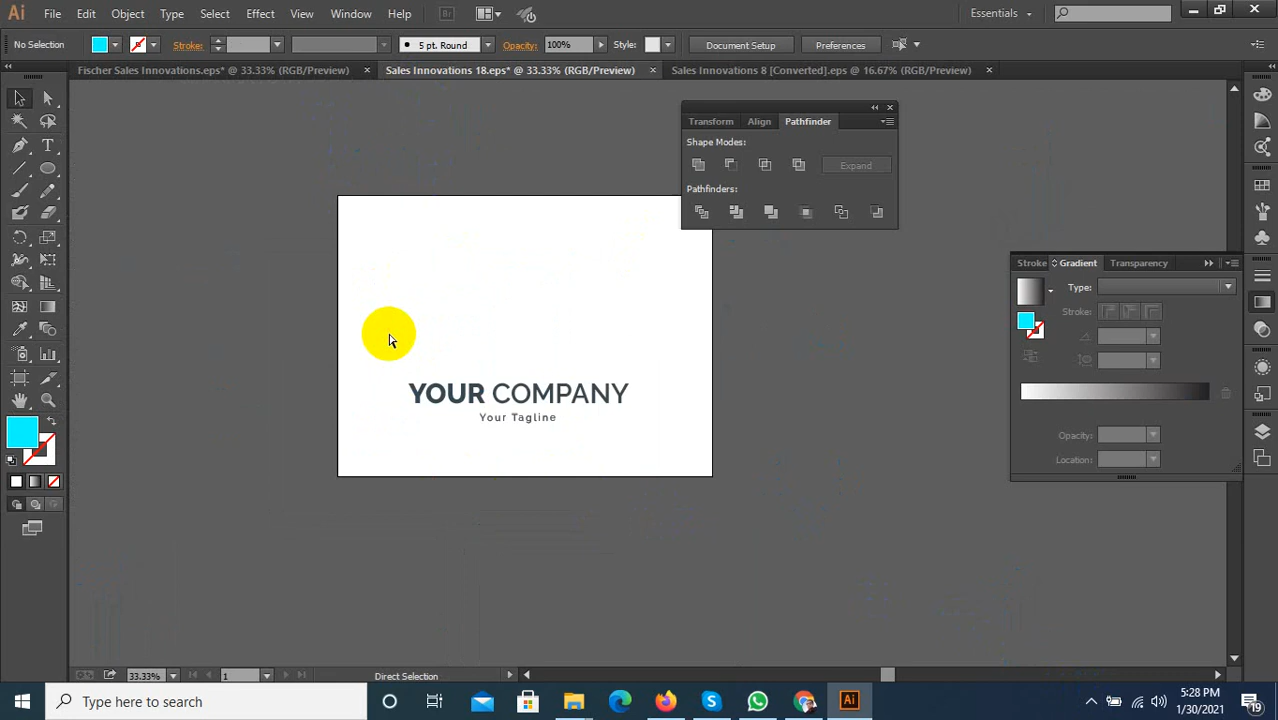 Ai File Edit Object Type Select Effect View Window Help Br Essentials
No Selection Stroke: 5 pt. Round Opacity: 100% Style: Document Setup Preferences
Fischer Sales Innovations.eps* @ 33.33% (RGB/Preview) × Sales Innovations 18.eps* @ 33.33% (RGB/Preview) × Sales Innovations 8 [Converted].eps @ 16.67% (RGB/Preview) ×
Transform Align Pathfinder
Shape Modes:
Expand
Pathfinders:
Stroke Gradient Transparency
Type:
Stroke:
Opacity:
Location:
YOUR COMPANY
Your Tagline
33.33% 1 Direct Selection
Type here to search
Ai
5:28 PM
1/30/2021
19